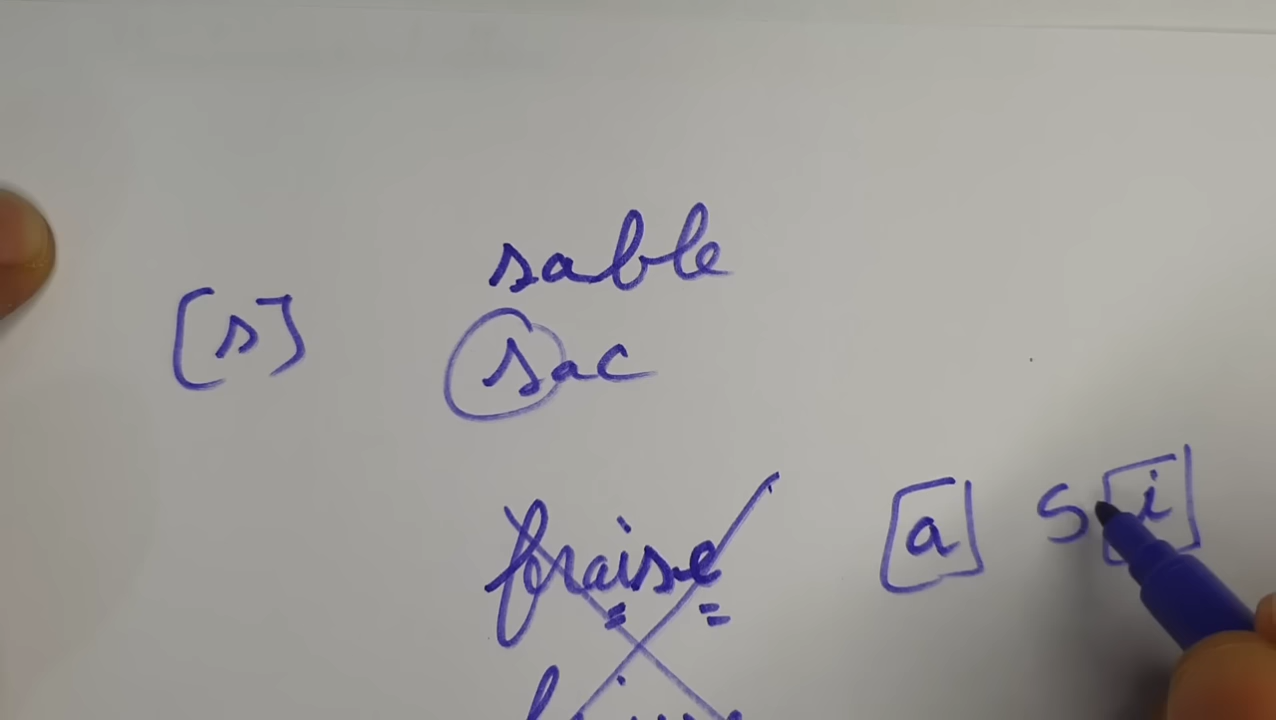 sable
[s]
sac
fraise
[a] s [i]